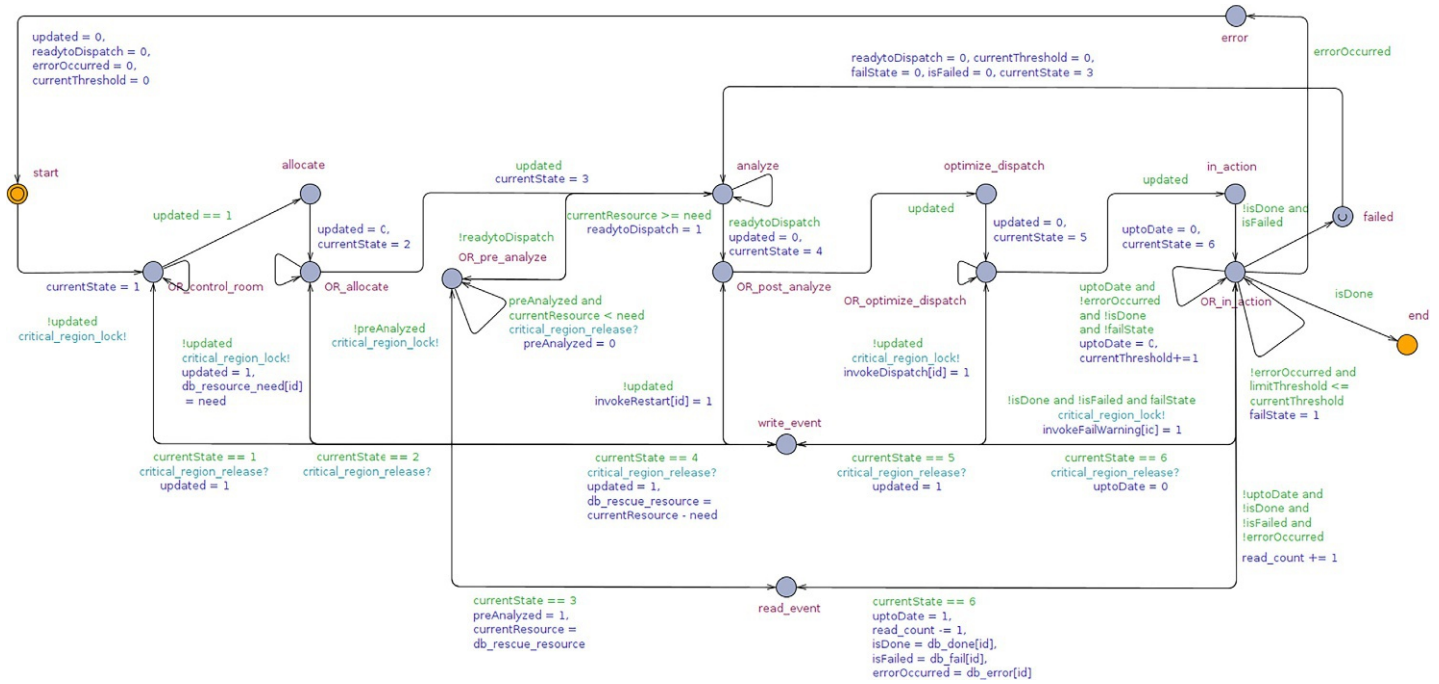 error
updated = 0,
readytoDispatch = 0,
errorOccurred = 0,
currentThreshold = 0
errorOccurred
readytoDispatch = 0, currentThreshold = 0,
failState = 0, isFailed = 0, currentState = 3
start
allocate
updated
currentState = 3
analyze
optimize_dispatch
in_action
updated
updated == 1
currentResource >= need
readytoDispatch = 1
readytoDispatch
updated = 0,
currentState = 4
updated
!isDone and
isFailed
failed
updated = 0,
currentState = 2
!readytoDispatch
OR_pre_analyze
updated = 0,
currentState = 5
uptoDate = 0,
currentState = 6
currentState = 1
OR_control_room
OR_allocate
OR_post_analyze
OR_optimize_dispatch
OR_in_action
isDone
end
!updated
critical_region_lock!
!preAnalyzed
critical_region_lock!
preAnalyzed and
currentResource < need
critical_region_release?
preAnalyzed = 0
uptoDate and
!errorOccurred
and !isDone
and !failState
uptoDate = 0,
currentThreshold+=1
!updated
critical_region_lock!
updated = 1,
db_resource_need[id]
= need
!updated
invokeRestart[id] = 1
!updated
critical_region_lock!
invokeDispatch[id] = 1
!errorOccurred and
limitThreshold <=
currentThreshold
failState = 1
!isDone and !isFailed and failState
critical_region_lock!
invokeFailWarning[id] = 1
write_event
currentState == 1
critical_region_release?
updated = 1
currentState == 2
critical_region_release?
currentState == 4
critical_region_release?
updated = 1,
db_rescue_resource =
currentResource - need
currentState == 5
critical_region_release?
updated = 1
currentState == 6
critical_region_release?
uptoDate = 0
!uptoDate and
!isDone and
!isFailed and
!errorOccurred
read_count += 1
read_event
currentState == 3
preAnalyzed = 1,
currentResource =
db_rescue_resource
currentState == 6
uptoDate = 1,
read_count -= 1,
isDone = db_done[id],
isFailed = db_fail[id],
errorOccurred = db_error[id]